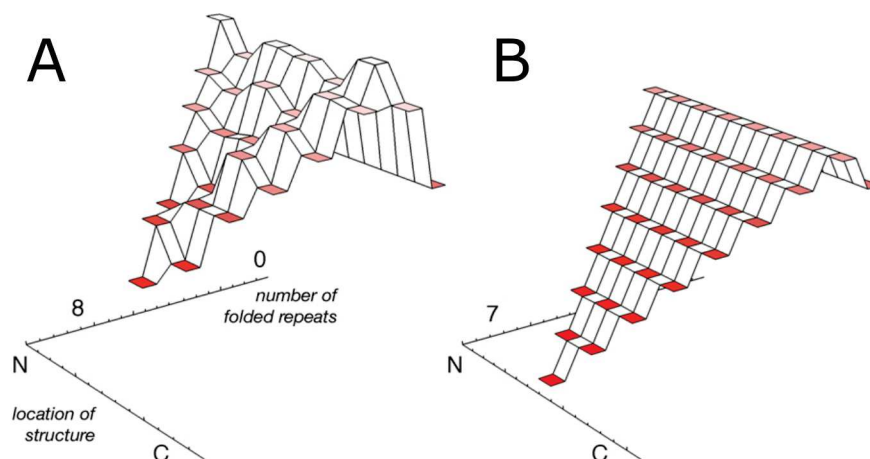 A
B
0
number of
folded repeats
8
7
N
N
location of
structure
C
C